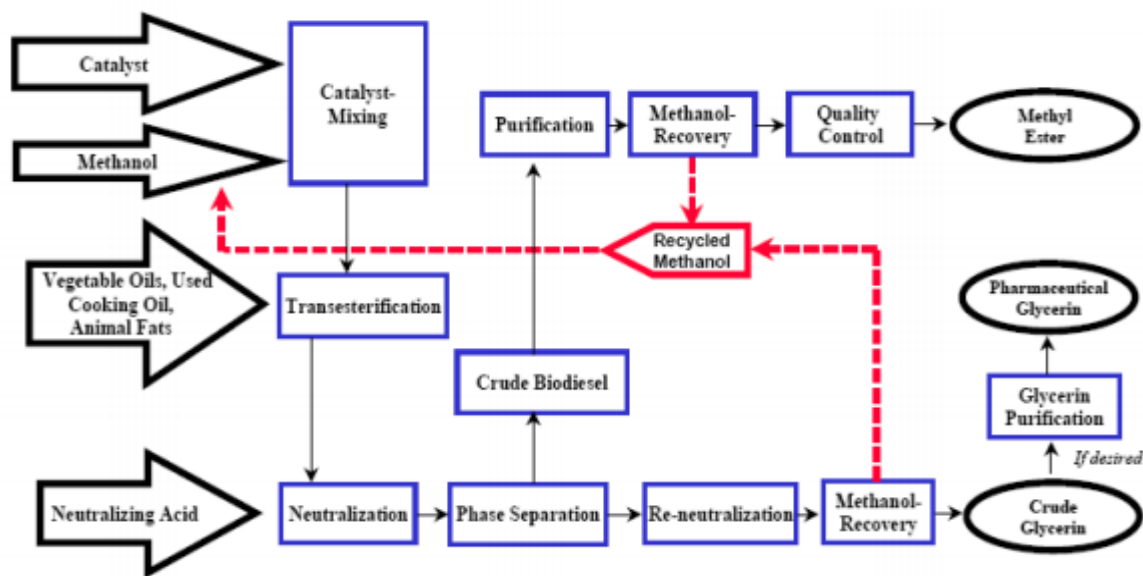 Catalyst
Catalyst-
Mixing
Methanol
Purification
Methanol-
Recovery
Quality
Control
Methyl
Ester
Recycled
Methanol
Vegetable Oils, Used
Cooking Oil,
Animal Fats
Transesterification
Pharmaceutical
Glycerin
Crude Biodiesel
Glycerin
Purification
If desired
Neutralizing Acid
Neutralization
Phase Separation
Re-neutralization
Methanol-
Recovery
Crude
Glycerin